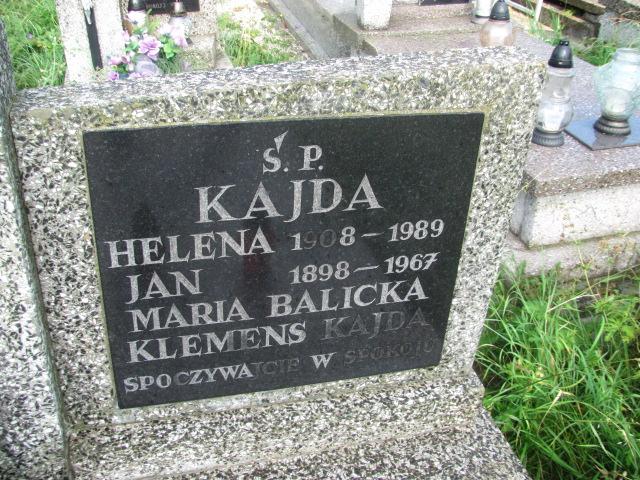 Ś. P.
KAJDA
HELENA 1908 – 1989
JAN 1898 – 1967
MARIA BALICKA
KLEMENS KAJDA
SPOCZYWAJCIE W SPOKOJU